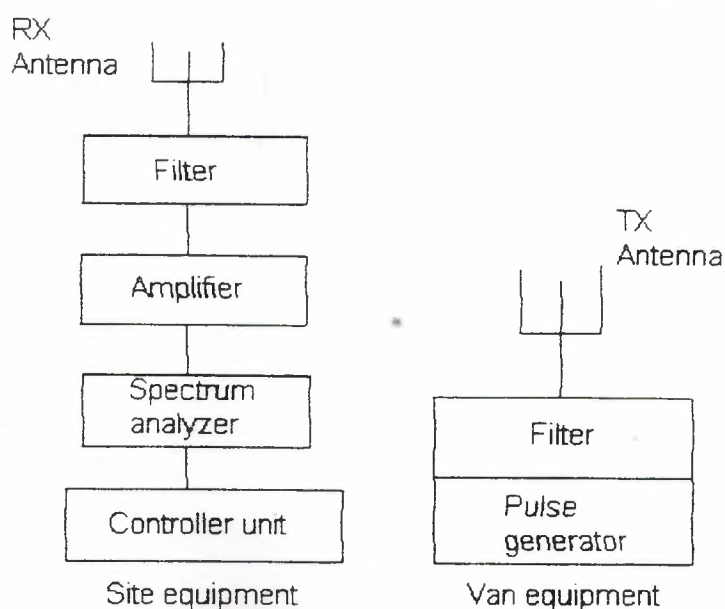 RX
Antenna
Filter
Amplifier
Spectrum
analyzer
Controller unit
Site equipment
TX
Antenna
Filter
Pulse
generator
Van equipment